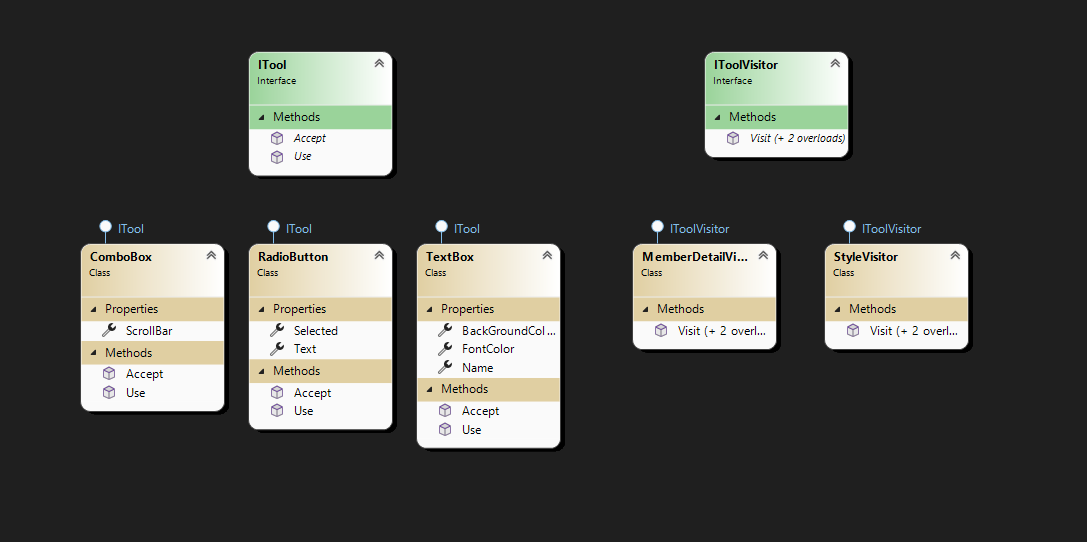 ITool
Interface
Methods
Accept
Use
IToolVisitor
Interface
Methods
Visit (+ 2 overloads)
ITool
ComboBox
Class
Properties
ScrollBar
Methods
Accept
Use
ITool
RadioButton
Class
Properties
Selected
Text
Methods
Accept
Use
ITool
TextBox
Class
Properties
BackGroundCol...
FontColor
Name
Methods
Accept
Use
IToolVisitor
MemberDetailVi...
Class
Methods
Visit (+ 2 overl...
IToolVisitor
StyleVisitor
Class
Methods
Visit (+ 2 overl...